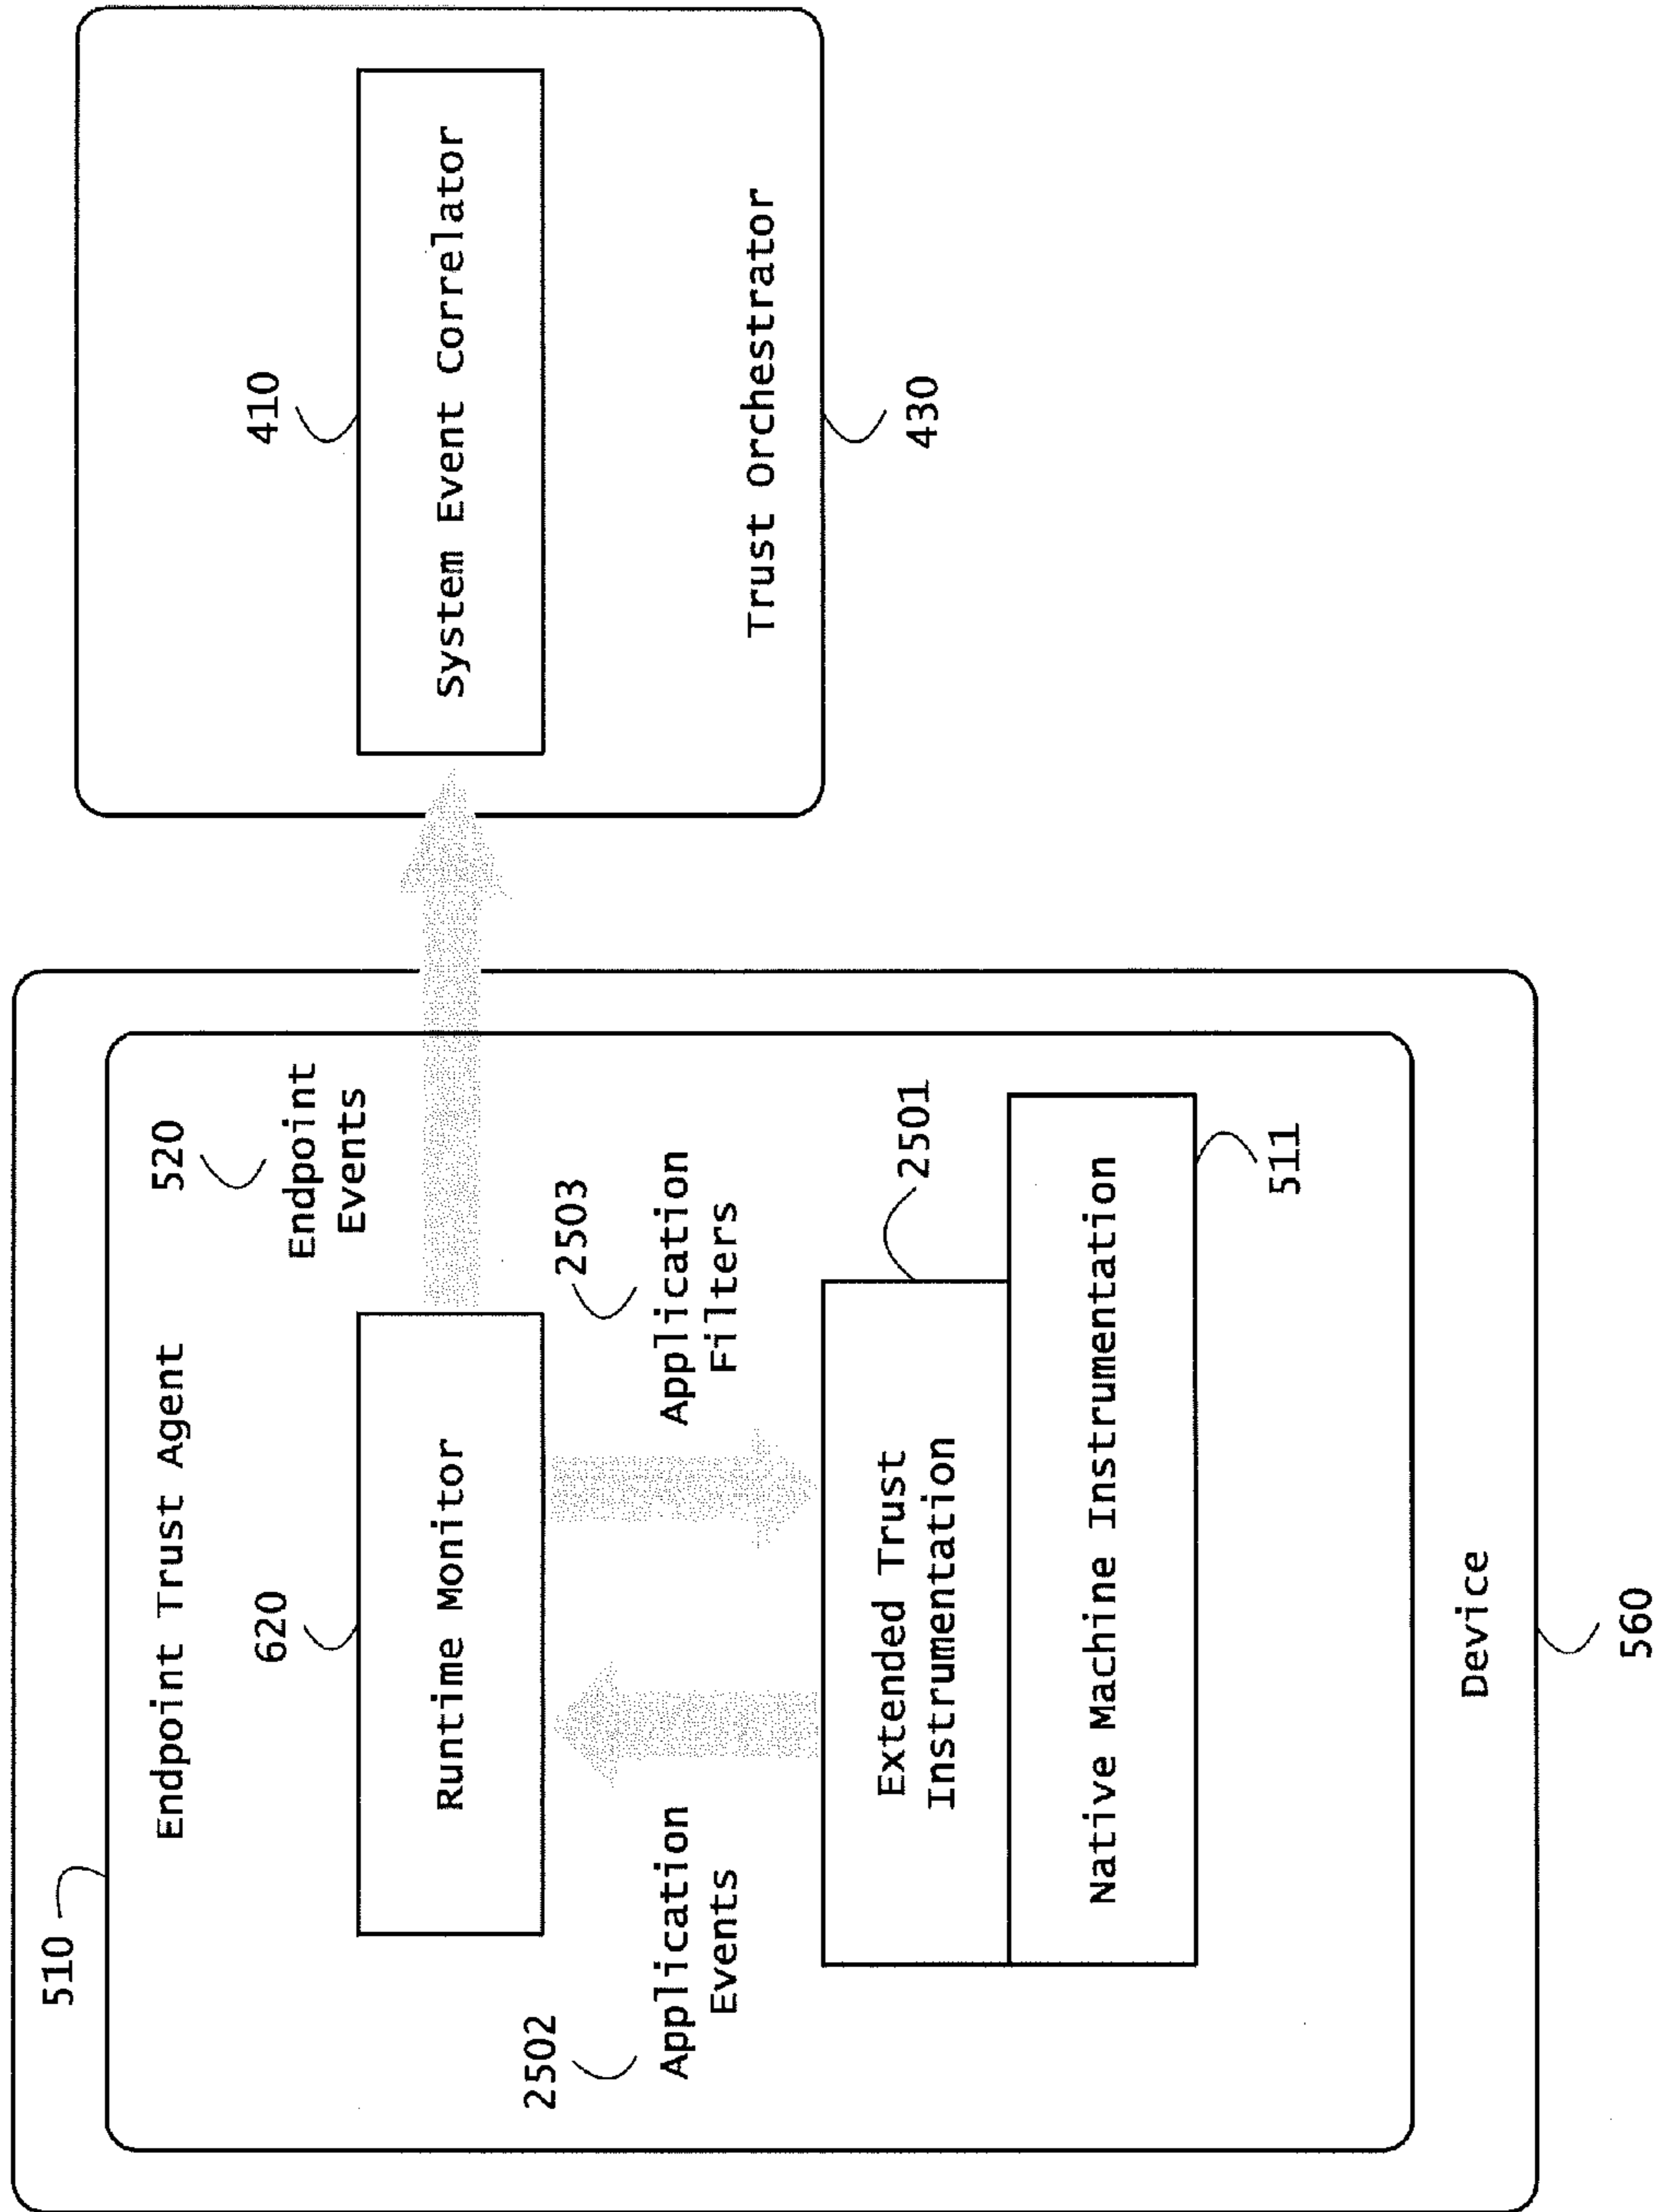 510
Endpoint Trust Agent
520
Endpoint
Events
620
Runtime Monitor
2502
Application
Events
2503
Application
Filters
Extended Trust
Instrumentation
2501
Native Machine Instrumentation
511
Device
560
410
System Event Correlator
Trust Orchestrator
430